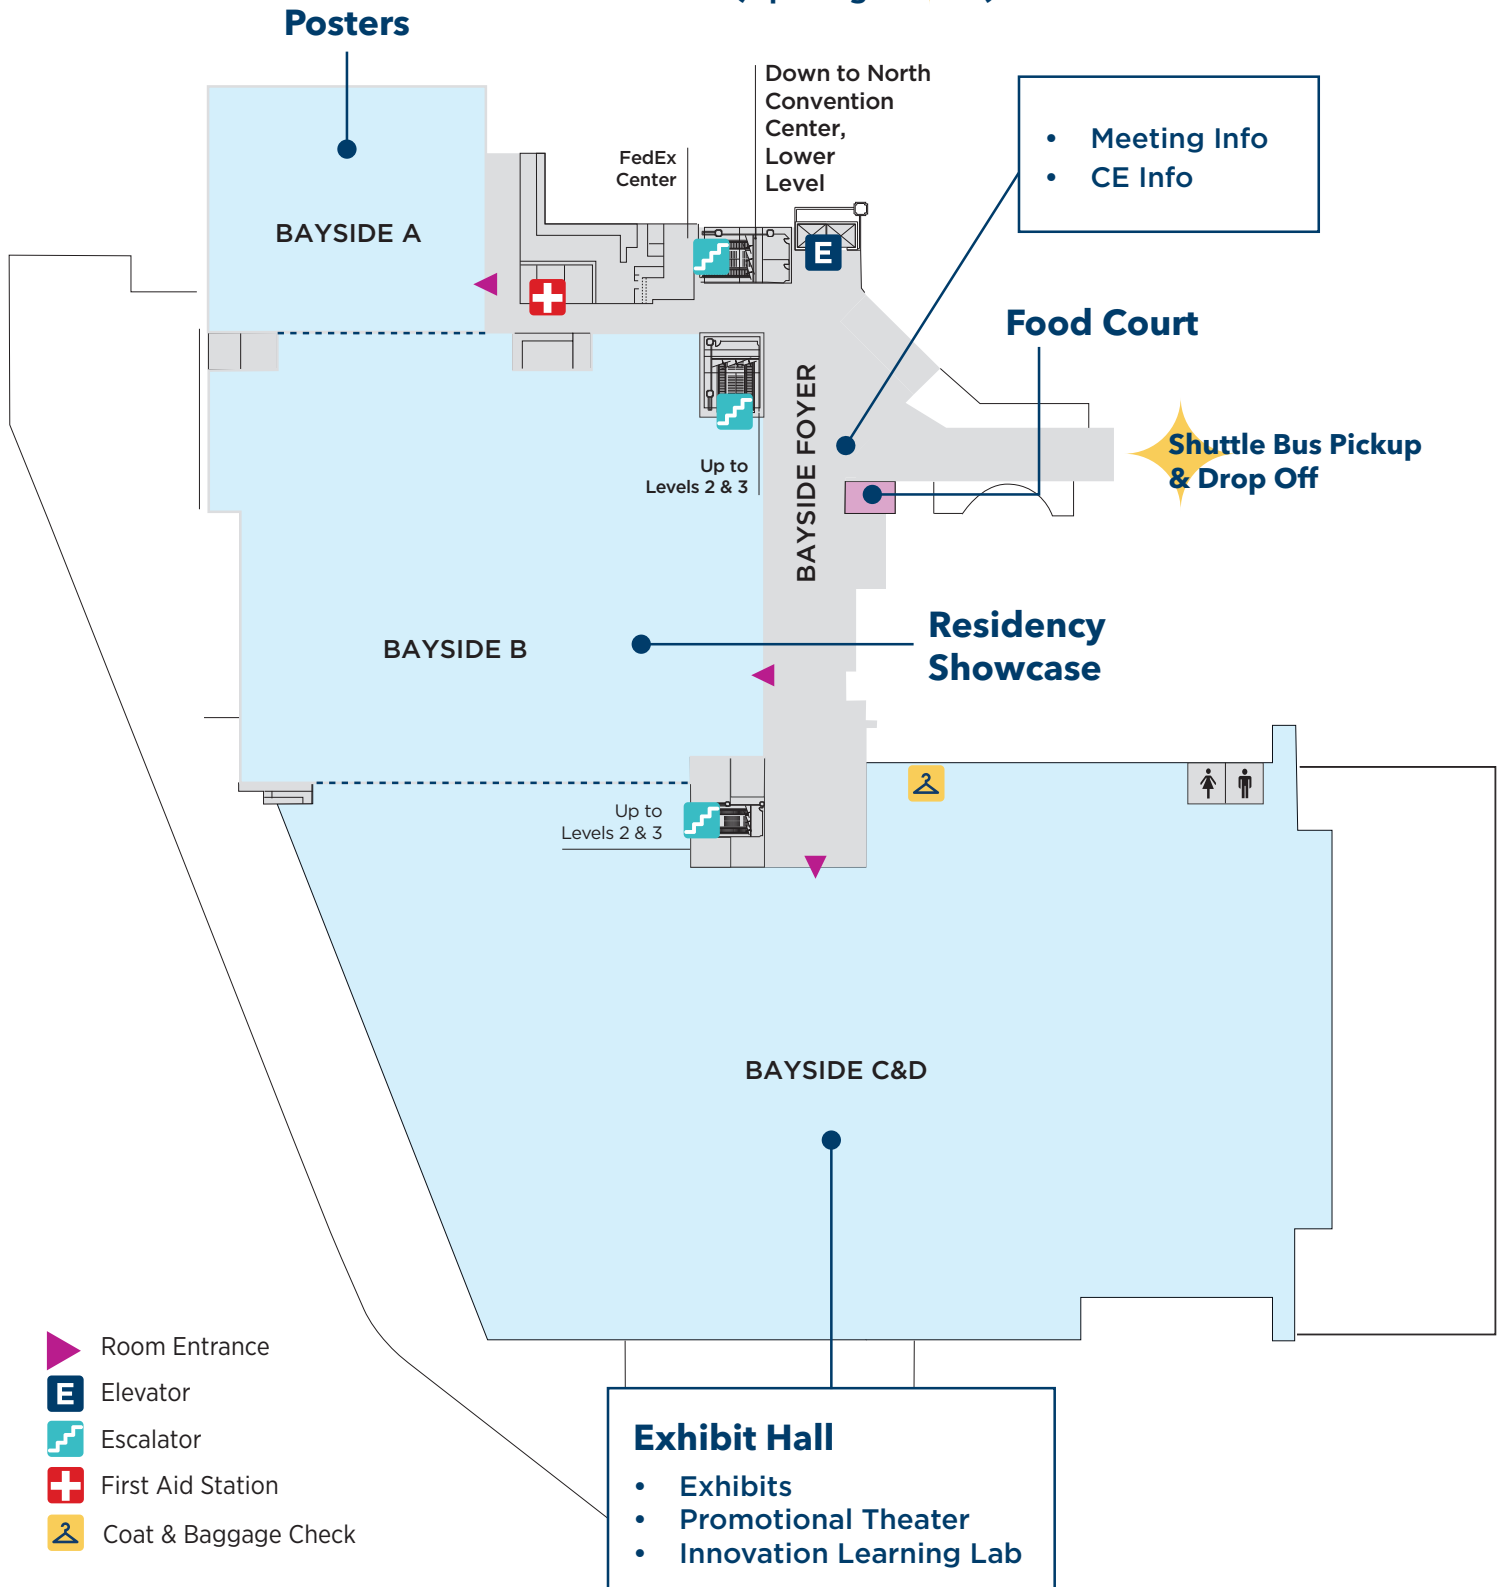 Posters
Down to North
Convention
Center,
Lower
Level
FedEx
Center
• Meeting Info
• CE Info
BAYSIDE A
E
Food Court
BAYSIDE FOYER
Shuttle Bus Pickup
& Drop Off
Up to
Levels 2 & 3
Residency
Showcase
BAYSIDE B
Up to
Levels 2 & 3
BAYSIDE C&D
Room Entrance
E Elevator
Escalator
First Aid Station
Coat & Baggage Check
Exhibit Hall
• Exhibits
• Promotional Theater
• Innovation Learning Lab